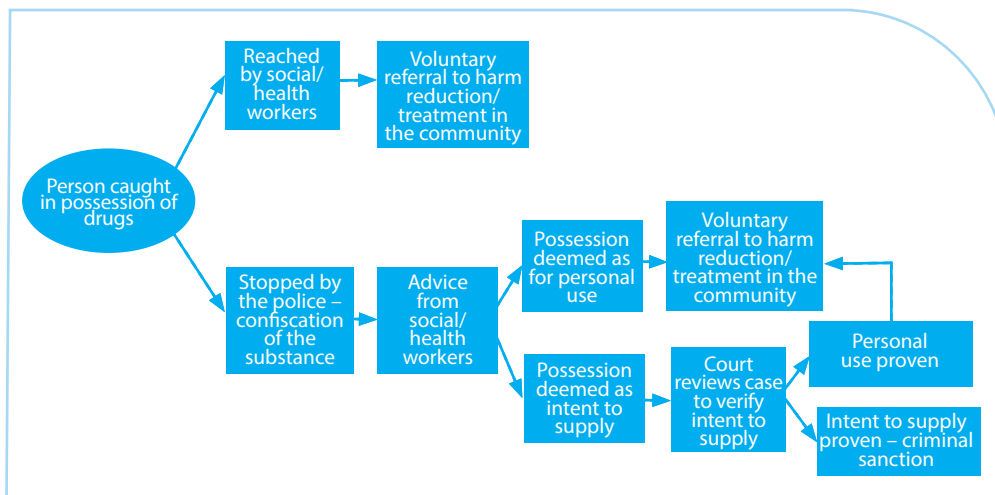 Reached
by social/
health
workers
Voluntary
referral to harm
reduction/
treatment in
the community
Person caught
in possession of
drugs
Stopped by
the police –
confiscation
of the
substance
Advice
from
social/
health
workers
Possession
deemed as
for personal
use
Voluntary
referral to harm
reduction/
treatment in the
community
Possession
deemed as
intent to
supply
Court
reviews case
to verify
intent to
supply
Personal
use proven
Intent to supply
proven – criminal
sanction